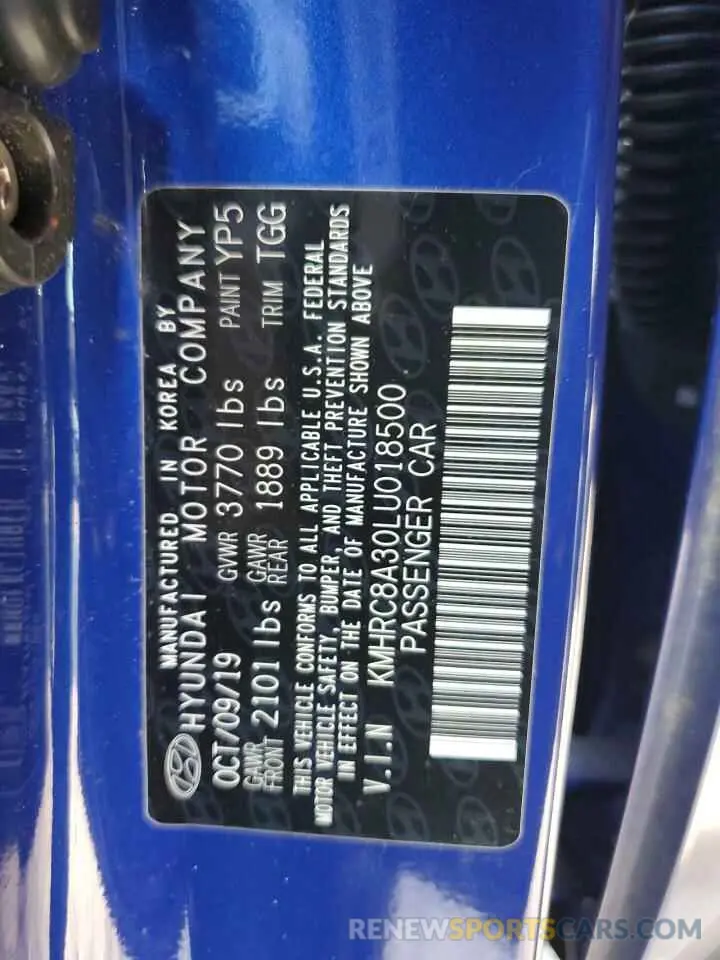 MANUFACTURED IN KOREA BY
HYUNDAI MOTOR COMPANY
OCT/09/19 GVWR 3770 lbs PAINT YP5
GAWR FRONT 2101 lbs GAWR REAR 1889 lbs TRIM TGG
THIS VEHICLE CONFORMS TO ALL APPLICABLE U.S.A. FEDERAL
MOTOR VEHICLE SAFETY, BUMPER, AND THEFT PREVENTION STANDARDS
IN EFFECT ON THE DATE OF MANUFACTURE SHOWN ABOVE
V.I.N KMHRC8A30LU018500
PASSENGER CAR
RENEWSPORTSCARS.COM